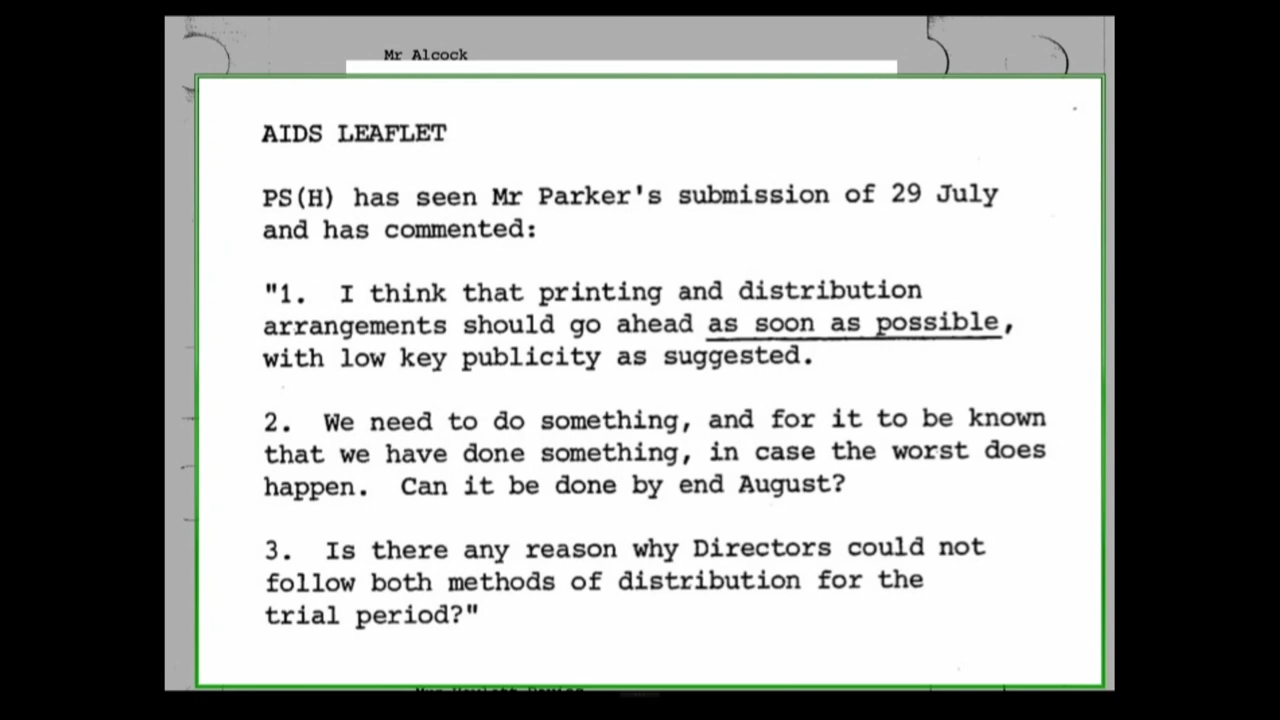 Mr Alcock
AIDS LEAFLET
PS(H) has seen Mr Parker's submission of 29 July
and has commented:
"1. I think that printing and distribution
arrangements should go ahead as soon as possible,
with low key publicity as suggested.
2. We need to do something, and for it to be known
that we have done something, in case the worst does
happen. Can it be done by end August?
3. Is there any reason why Directors could not
follow both methods of distribution for the
trial period?"